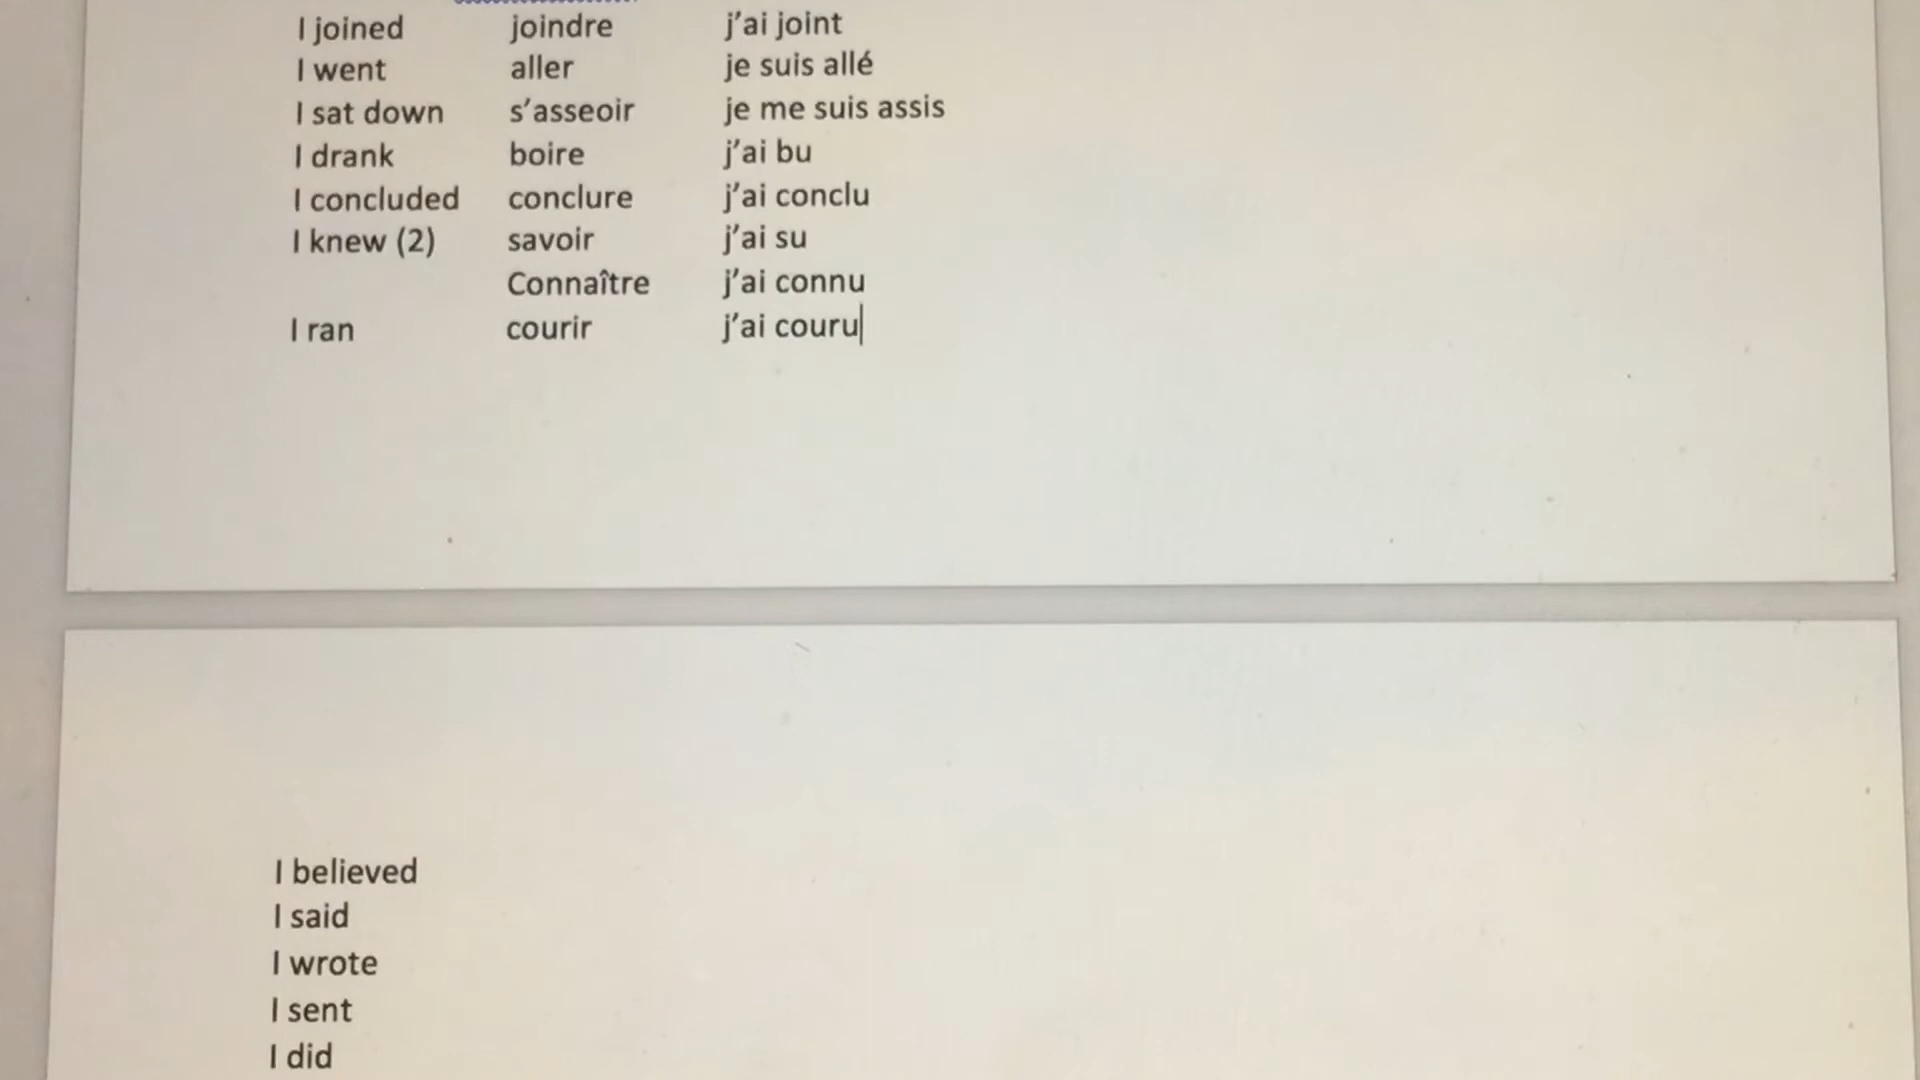 I joined joindre j'ai joint
I went aller je suis allé
I sat down s'asseoir je me suis assis
I drank boire j'ai bu
I concluded conclure j'ai conclu
I knew (2) savoir j'ai su
Connaître j'ai connu
I ran courir j'ai couru
I believed
I said
I wrote
I sent
I did